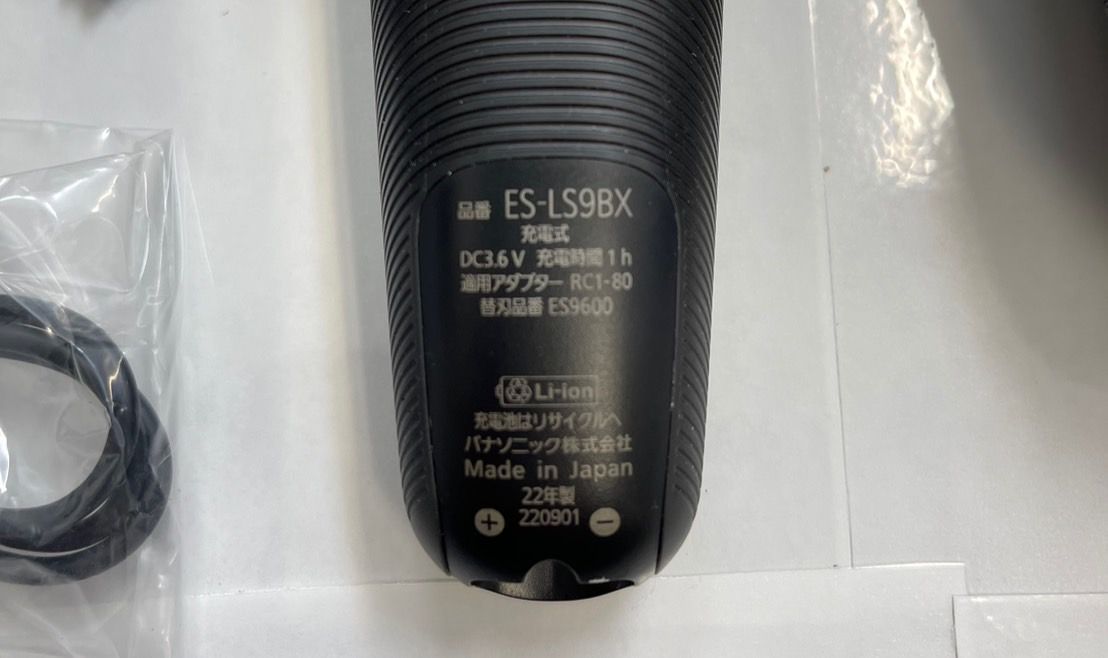 品番 ES-LS9BX
充電式
DC3.6 V 充電時間 1 h
適用アダプター RC1-80
替刃品番 ES9600
Li-ion
充電池はリサイクルへ
パナソニック株式会社
Made in Japan
22年製
+ 220901 −